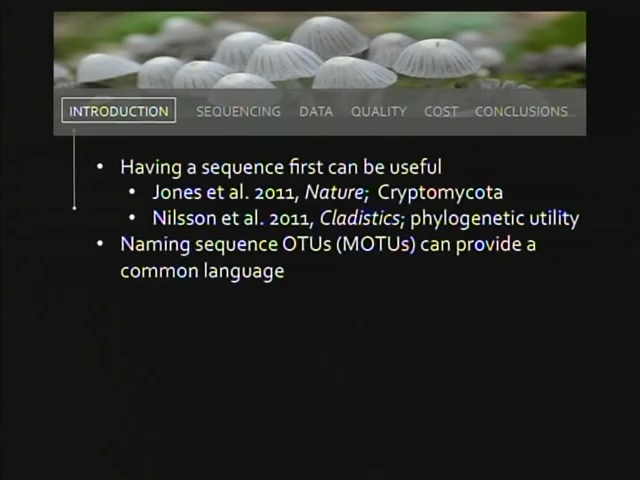 INTRODUCTION SEQUENCING DATA QUALITY COST CONCLUSIONS
• Having a sequence first can be useful
• Jones et al. 2011, Nature; Cryptomycota
• Nilsson et al. 2011, Cladistics; phylogenetic utility
• Naming sequence OTUs (MOTUs) can provide a
common language